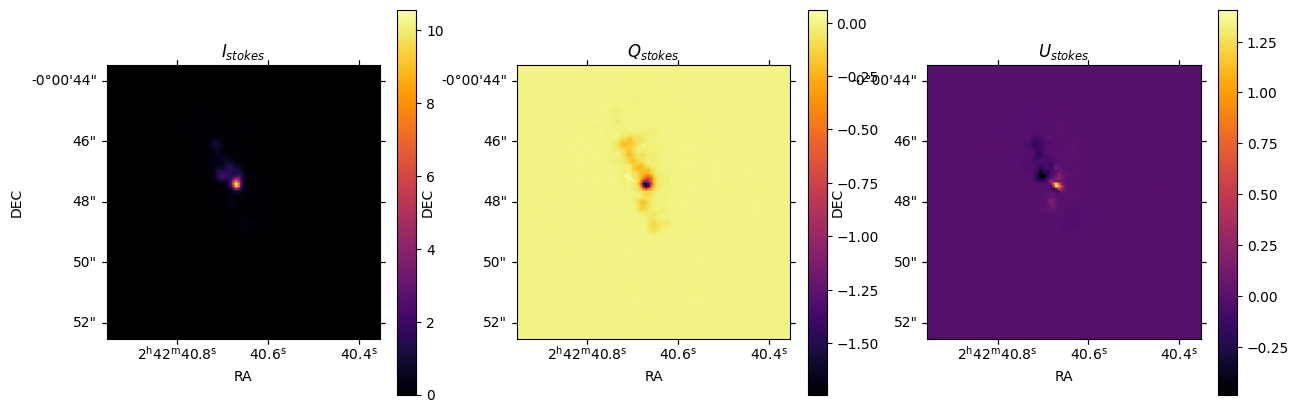 I_stokes
-0°00'44"
46"
48"
50"
52"
DEC
2ʰ42ᵐ40.8ˢ 40.6ˢ 40.4ˢ
RA
10
8
6
4
2
0
Q_stokes
-0°00'44"
46"
48"
50"
52"
DEC
2ʰ42ᵐ40.8ˢ 40.6ˢ 40.4ˢ
RA
0.00
−0.25
−0.50
−0.75
−1.00
−1.25
−1.50
U_stokes
-0°00'44"
46"
48"
50"
52"
DEC
2ʰ42ᵐ40.8ˢ 40.6ˢ 40.4ˢ
RA
1.25
1.00
0.75
0.50
0.25
0.00
−0.25